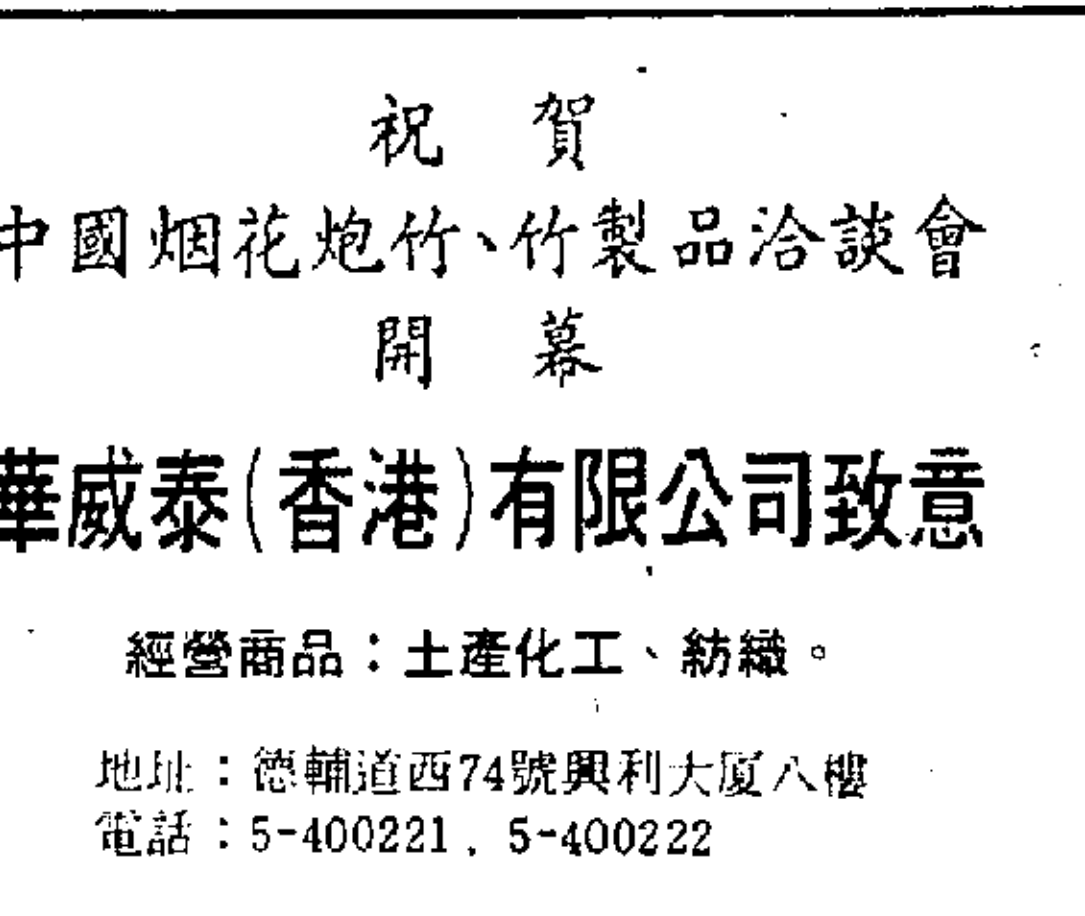 祝賀
中國烟花炮竹、竹製品洽談會
開幕
華威泰(香港)有限公司致意
經營商品：土產化工、紡織。
地址：德輔道西74號興利大厦八樓
電話：5-400221、5-400222